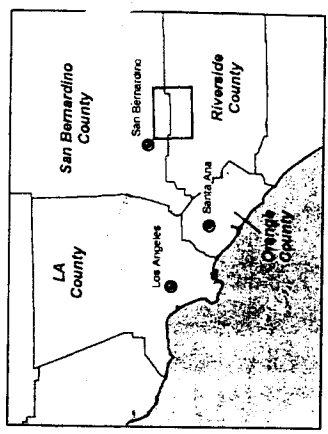 San Bernardino
County
San Bernardino
Riverside
County
LA
County
Los Angeles
Santa Ana
Orange
County